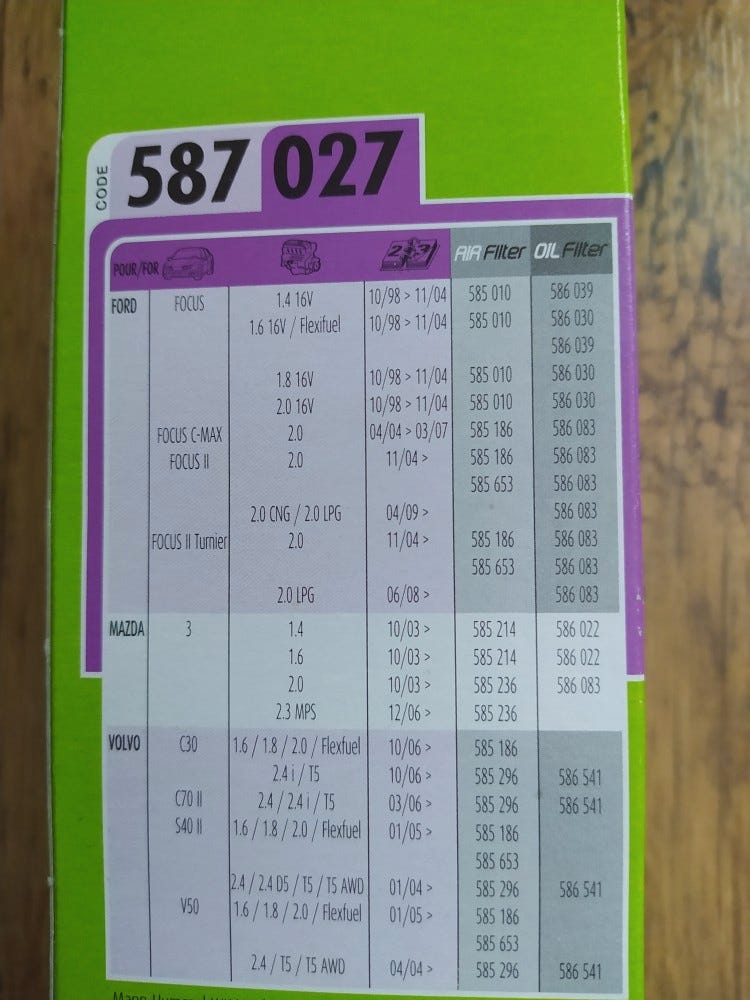 CODE 587 027
POUR/FOR AIR Filter OIL Filter
FORD FOCUS 1.4 16V 10/98 > 11/04 585 010 586 039
1.6 16V / Flexifuel 10/98 > 11/04 585 010 586 030
586 039
1.8 16V 10/98 > 11/04 585 010 586 030
2.0 16V 10/98 > 11/04 585 010 586 030
FOCUS C-MAX 2.0 04/04 > 03/07 585 186 586 083
FOCUS II 2.0 11/04 > 585 186 586 083
585 653 586 083
2.0 CNG / 2.0 LPG 04/09 > 586 083
FOCUS II Turnier 2.0 11/04 > 585 186 586 083
585 653 586 083
2.0 LPG 06/08 > 586 083
MAZDA 3 1.4 10/03 > 585 214 586 022
1.6 10/03 > 585 214 586 022
2.0 10/03 > 585 236 586 083
2.3 MPS 12/06 > 585 236
VOLVO C30 1.6 / 1.8 / 2.0 / Flexfuel 10/06 > 585 186
2.4 i / T5 10/06 > 585 296 586 541
C70 II 2.4 / 2.4 i / T5 03/06 > 585 296 586 541
S40 II 1.6 / 1.8 / 2.0 / Flexfuel 01/05 > 585 186
585 653
2.4 / 2.4 D5 / T5 / T5 AWD 01/04 > 585 296 586 541
V50 1.6 / 1.8 / 2.0 / Flexfuel 01/05 > 585 186
585 653
2.4 / T5 / T5 AWD 04/04 > 585 296 586 541